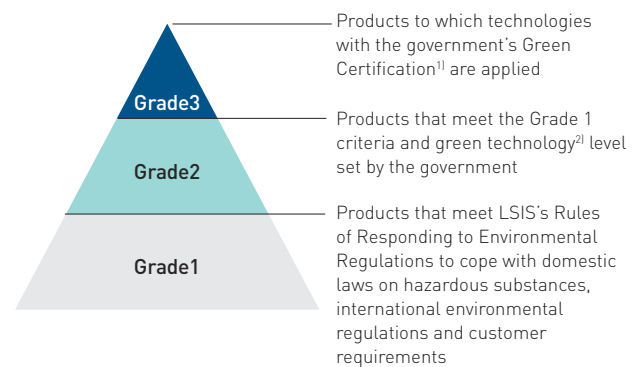 Products to which technologies
with the government's Green
Certification1) are applied
Grade3
Products that meet the Grade 1
criteria and green technology2) level
set by the government
Grade2
Products that meet LSIS's Rules
of Responding to Environmental
Regulations to cope with domestic
laws on hazardous substances,
international environmental
regulations and customer
requirements
Grade1